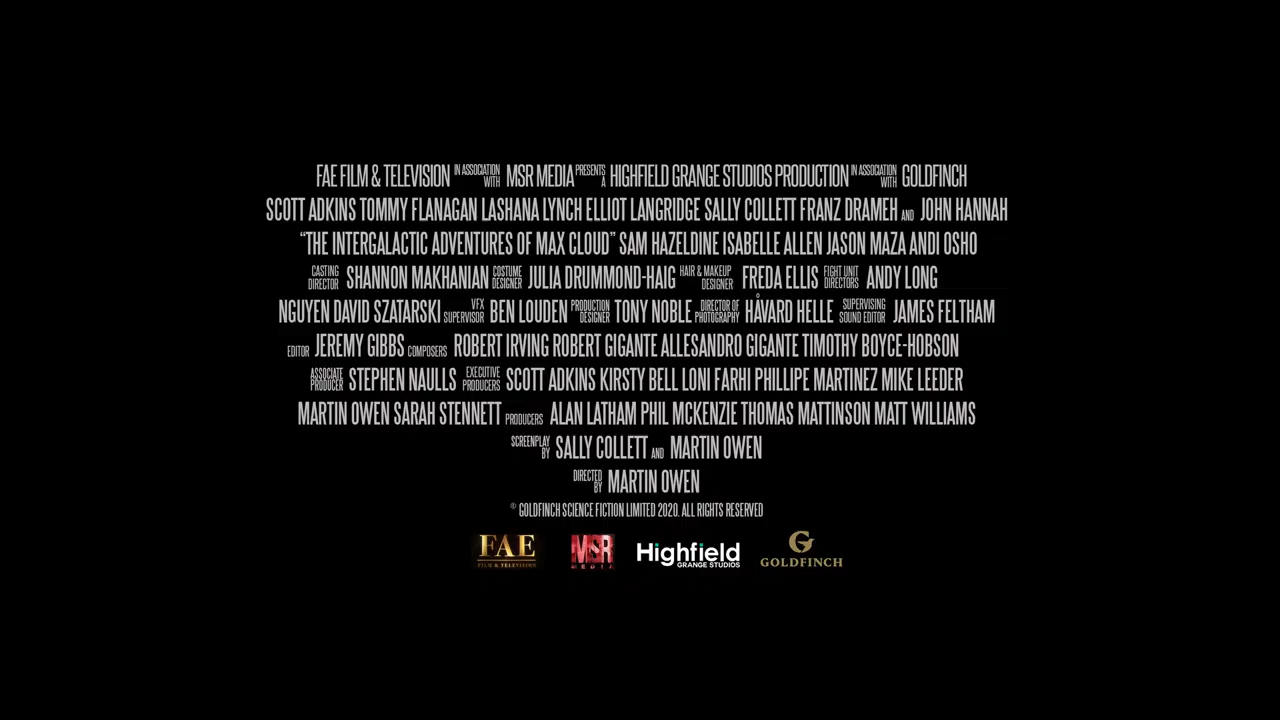 FAE FILM & TELEVISION IN ASSOCIATION WITH MSR MEDIA PRESENTS A HIGHFIELD GRANGE STUDIOS PRODUCTION IN ASSOCIATION WITH GOLDFINCH
SCOTT ADKINS TOMMY FLANAGAN LASHANA LYNCH ELLIOT LANGRIDGE SALLY COLLETT FRANZ DRAMEH AND JOHN HANNAH
“THE INTERGALACTIC ADVENTURES OF MAX CLOUD” SAM HAZELDINE ISABELLE ALLEN JASON MAZA ANDI OSHO
CASTING DIRECTOR SHANNON MAKHANIAN COSTUME DESIGNER JULIA DRUMMOND-HAIG HAIR & MAKEUP DESIGNER FREDA ELLIS FIGHT UNIT DIRECTORS ANDY LONG
NGUYEN DAVID SZATARSKI VFX SUPERVISOR BEN LOUDEN PRODUCTION DESIGNER TONY NOBLE DIRECTOR OF PHOTOGRAPHY HÅVARD HELLE SUPERVISING SOUND EDITOR JAMES FELTHAM
EDITOR JEREMY GIBBS COMPOSERS ROBERT IRVING ROBERT GIGANTE ALLESANDRO GIGANTE TIMOTHY BOYCE-HOBSON
ASSOCIATE PRODUCER STEPHEN NAULLS EXECUTIVE PRODUCERS SCOTT ADKINS KIRSTY BELL LONI FARHI PHILLIPE MARTINEZ MIKE LEEDER
MARTIN OWEN SARAH STENNETT PRODUCERS ALAN LATHAM PHIL MCKENZIE THOMAS MATTINSON MATT WILLIAMS
SCREENPLAY BY SALLY COLLETT AND MARTIN OWEN
DIRECTED BY MARTIN OWEN
© GOLDFINCH SCIENCE FICTION LIMITED 2020. ALL RIGHTS RESERVED
FAE FILM & TELEVISION MSR MEDIA Highfield GRANGE STUDIOS G GOLDFINCH